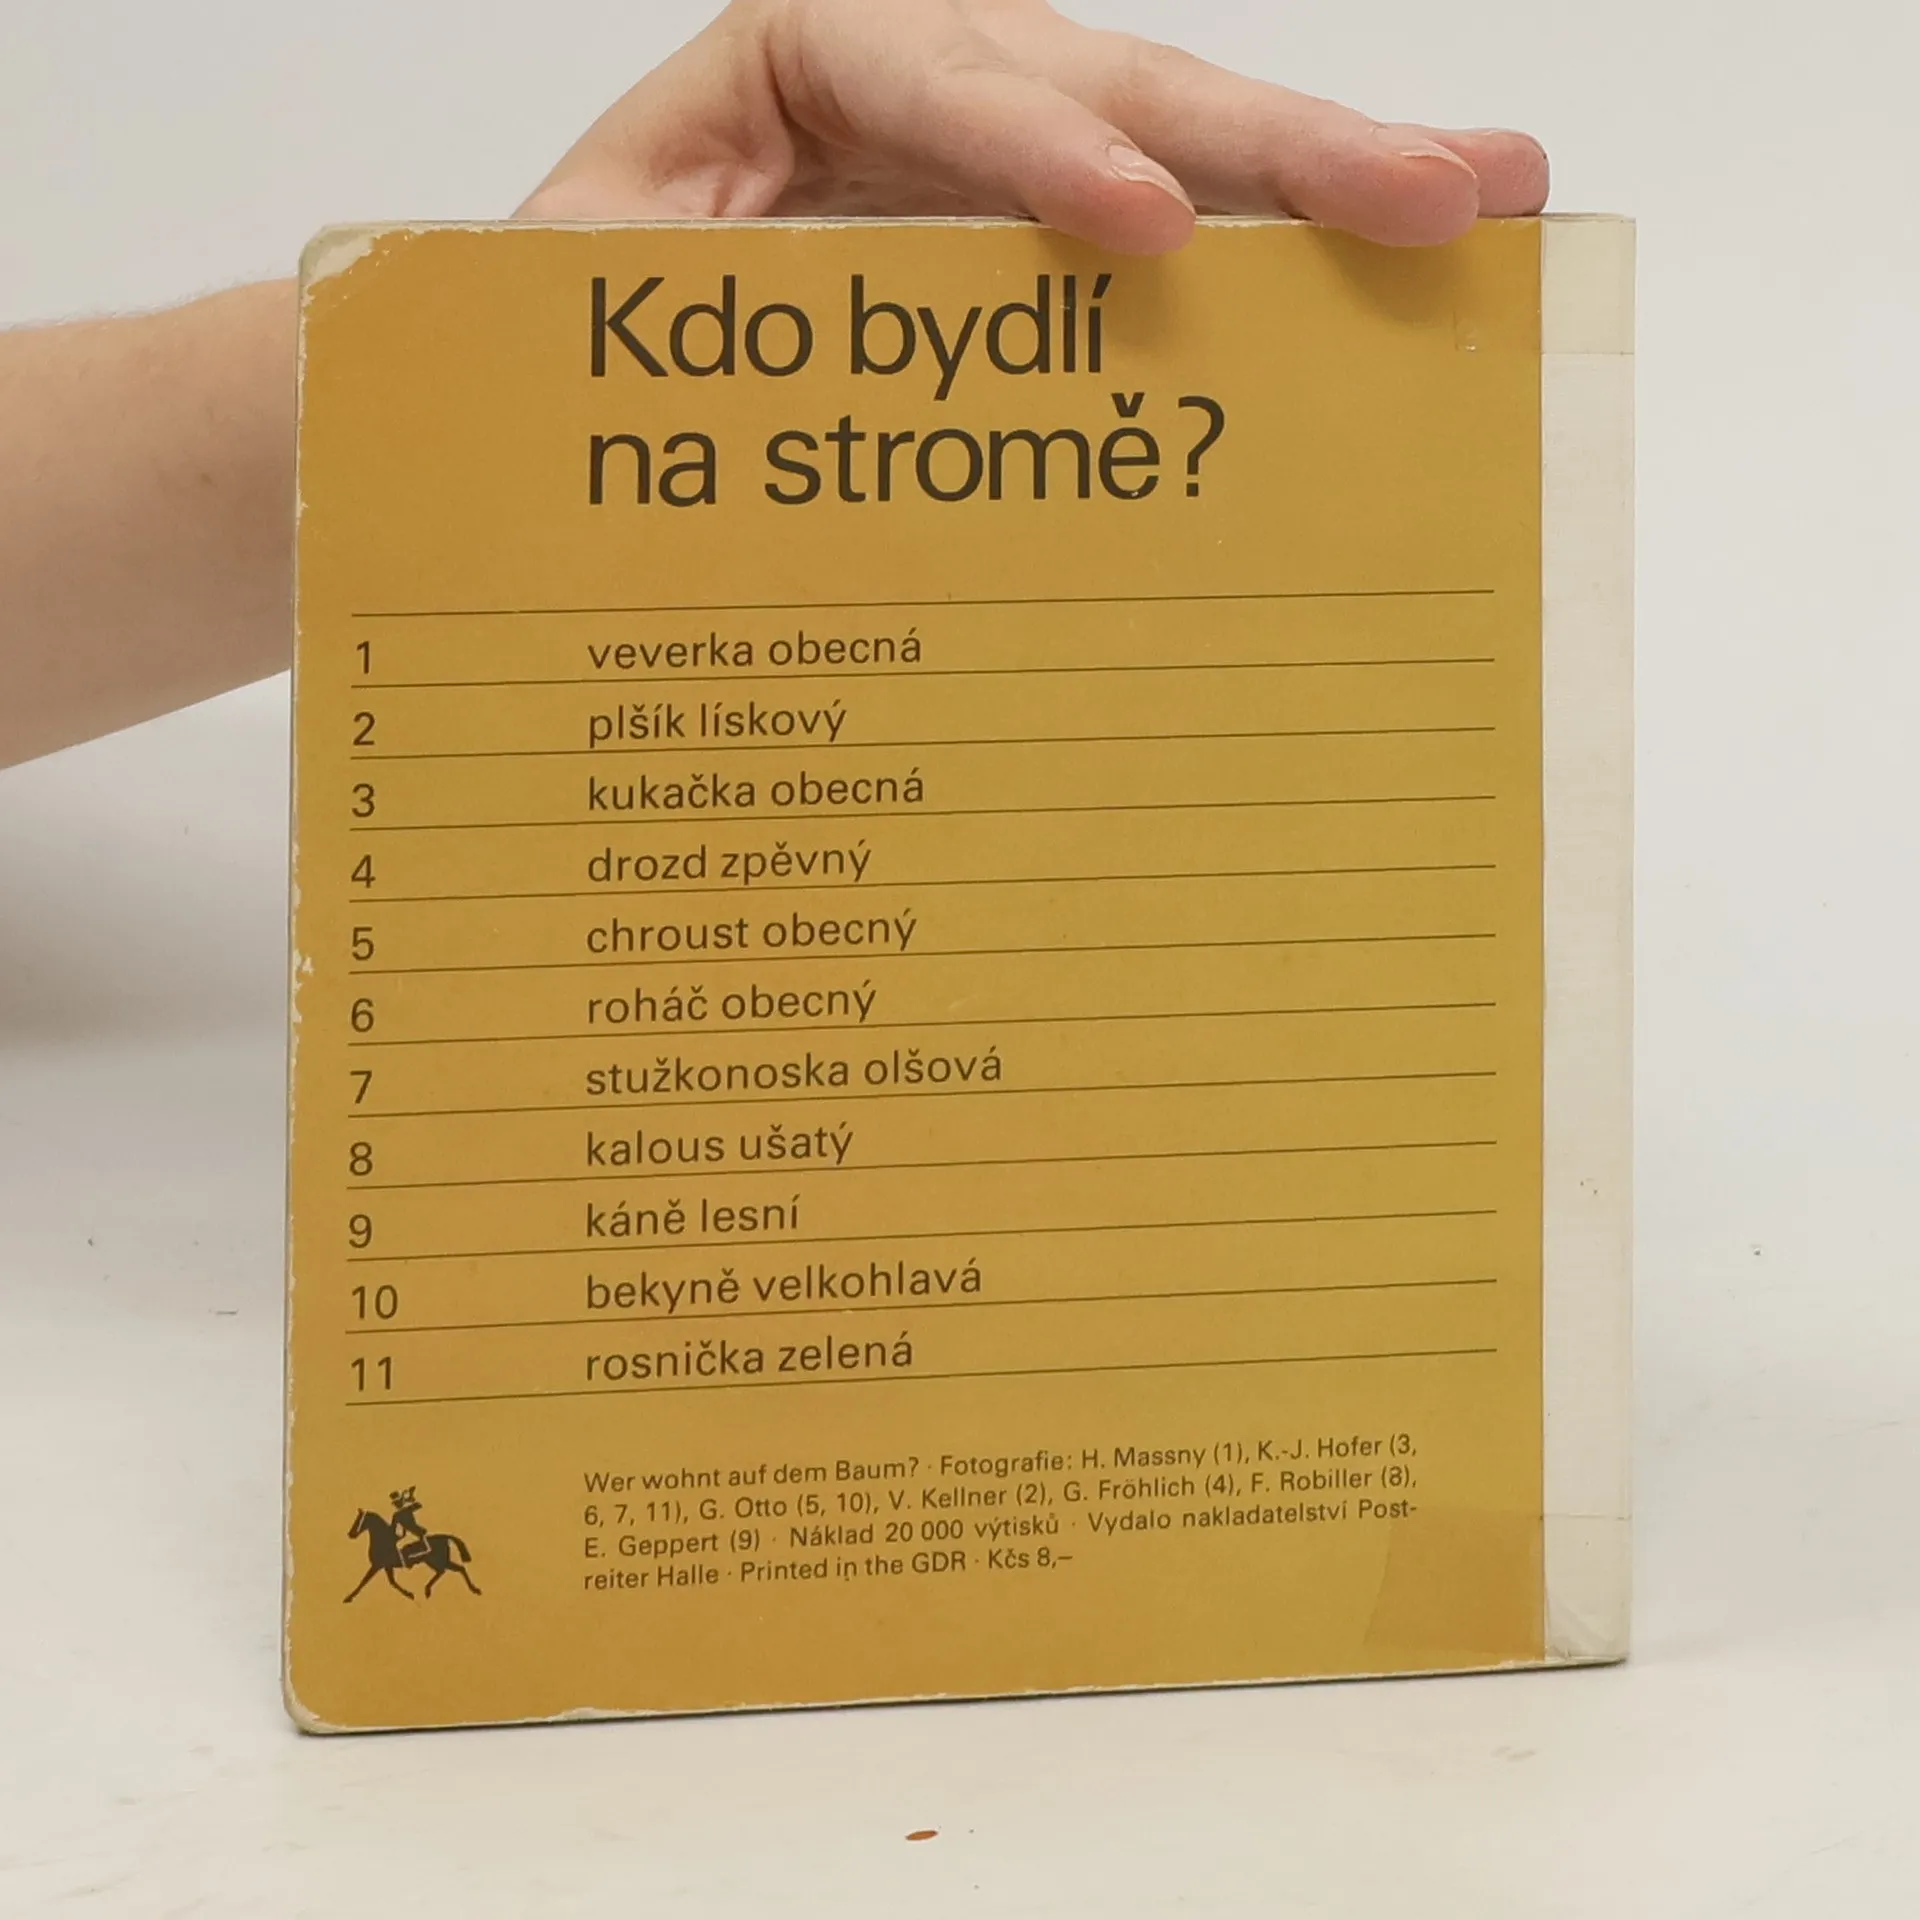 Kdo bydlí
na stromě?
1 veverka obecná
2 plšík lískový
3 kukačka obecná
4 drozd zpěvný
5 chroust obecný
6 roháč obecný
7 stužkonoska olšová
8 kalous ušatý
9 káně lesní
10 bekyně velkohlavá
11 rosnička zelená
Wer wohnt auf dem Baum? · Fotografie: H. Massny (1), K.-J. Hofer (3,
6, 7, 11), G. Otto (5, 10), V. Kellner (2), G. Fröhlich (4), F. Robiller (8),
E. Geppert (9) · Náklad 20 000 výtisků · Vydalo nakladatelství Post-
reiter Halle · Printed in the GDR · Kčs 8,–